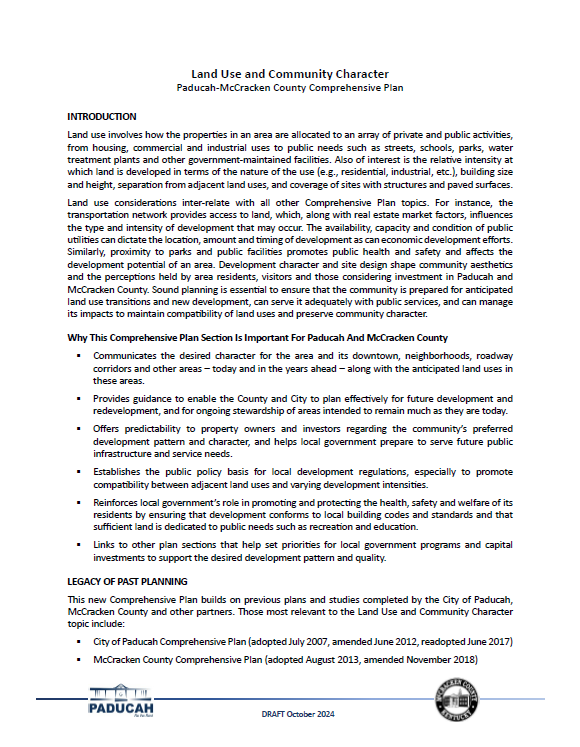 Land Use and Community Character
Paducah-McCracken County Comprehensive Plan
INTRODUCTION
Land use involves how the properties in an area are allocated to an array of private and public activities,
from housing, commercial and industrial uses to public needs such as streets, schools, parks, water
treatment plants and other government-maintained facilities. Also of interest is the relative intensity at
which land is developed in terms of the nature of the use (e.g., residential, industrial, etc.), building size
and height, separation from adjacent land uses, and coverage of sites with structures and paved surfaces.
Land use considerations inter-relate with all other Comprehensive Plan topics. For instance, the
transportation network provides access to land, which, along with real estate market factors, influences
the type and intensity of development that may occur. The availability, capacity and condition of public
utilities can dictate the location, amount and timing of development as can economic development efforts.
Similarly, proximity to parks and public facilities promotes public health and safety and affects the
development potential of an area. Development character and site design shape community aesthetics
and the perceptions held by area residents, visitors and those considering investment in Paducah and
McCracken County. Sound planning is essential to ensure that the community is prepared for anticipated
land use transitions and new development, can serve it adequately with public services, and can manage
its impacts to maintain compatibility of land uses and preserve community character.
Why This Comprehensive Plan Section Is Important For Paducah And McCracken County
▪ Communicates the desired character for the area and its downtown, neighborhoods, roadway
corridors and other areas – today and in the years ahead – along with the anticipated land uses in
these areas.
▪ Provides guidance to enable the County and City to plan effectively for future development and
redevelopment, and for ongoing stewardship of areas intended to remain much as they are today.
▪ Offers predictability to property owners and investors regarding the community's preferred
development pattern and character, and helps local government prepare to serve future public
infrastructure and service needs.
▪ Establishes the public policy basis for local development regulations, especially to promote
compatibility between adjacent land uses and varying development intensities.
▪ Reinforces local government's role in promoting and protecting the health, safety and welfare of its
residents by ensuring that development conforms to local building codes and standards and that
sufficient land is dedicated to public needs such as recreation and education.
▪ Links to other plan sections that help set priorities for local government programs and capital
investments to support the desired development pattern and quality.
LEGACY OF PAST PLANNING
This new Comprehensive Plan builds on previous plans and studies completed by the City of Paducah,
McCracken County and other partners. Those most relevant to the Land Use and Community Character
topic include:
▪ City of Paducah Comprehensive Plan (adopted July 2007, amended June 2012, readopted June 2017)
▪ McCracken County Comprehensive Plan (adopted August 2013, amended November 2018)
PADUCAH
DRAFT October 2024
McCRACKEN COUNTY
KENTUCKY